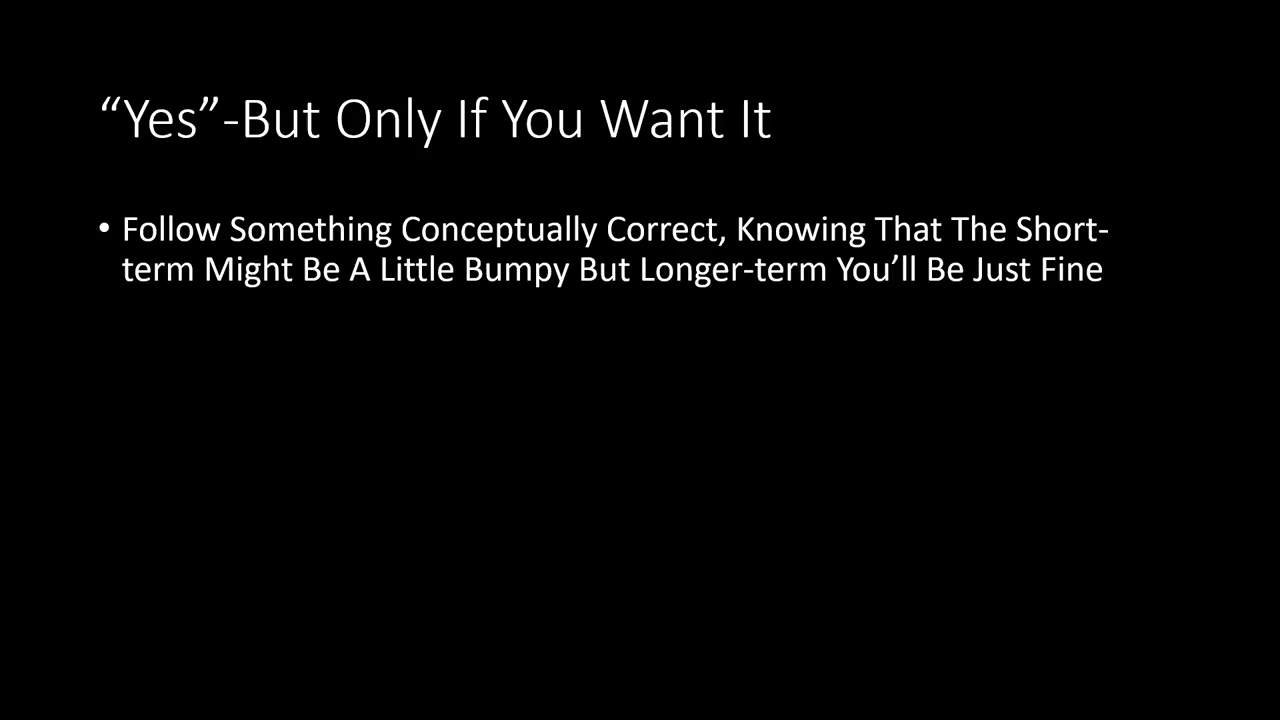 “Yes”-But Only If You Want It
• Follow Something Conceptually Correct, Knowing That The Short-
term Might Be A Little Bumpy But Longer-term You’ll Be Just Fine